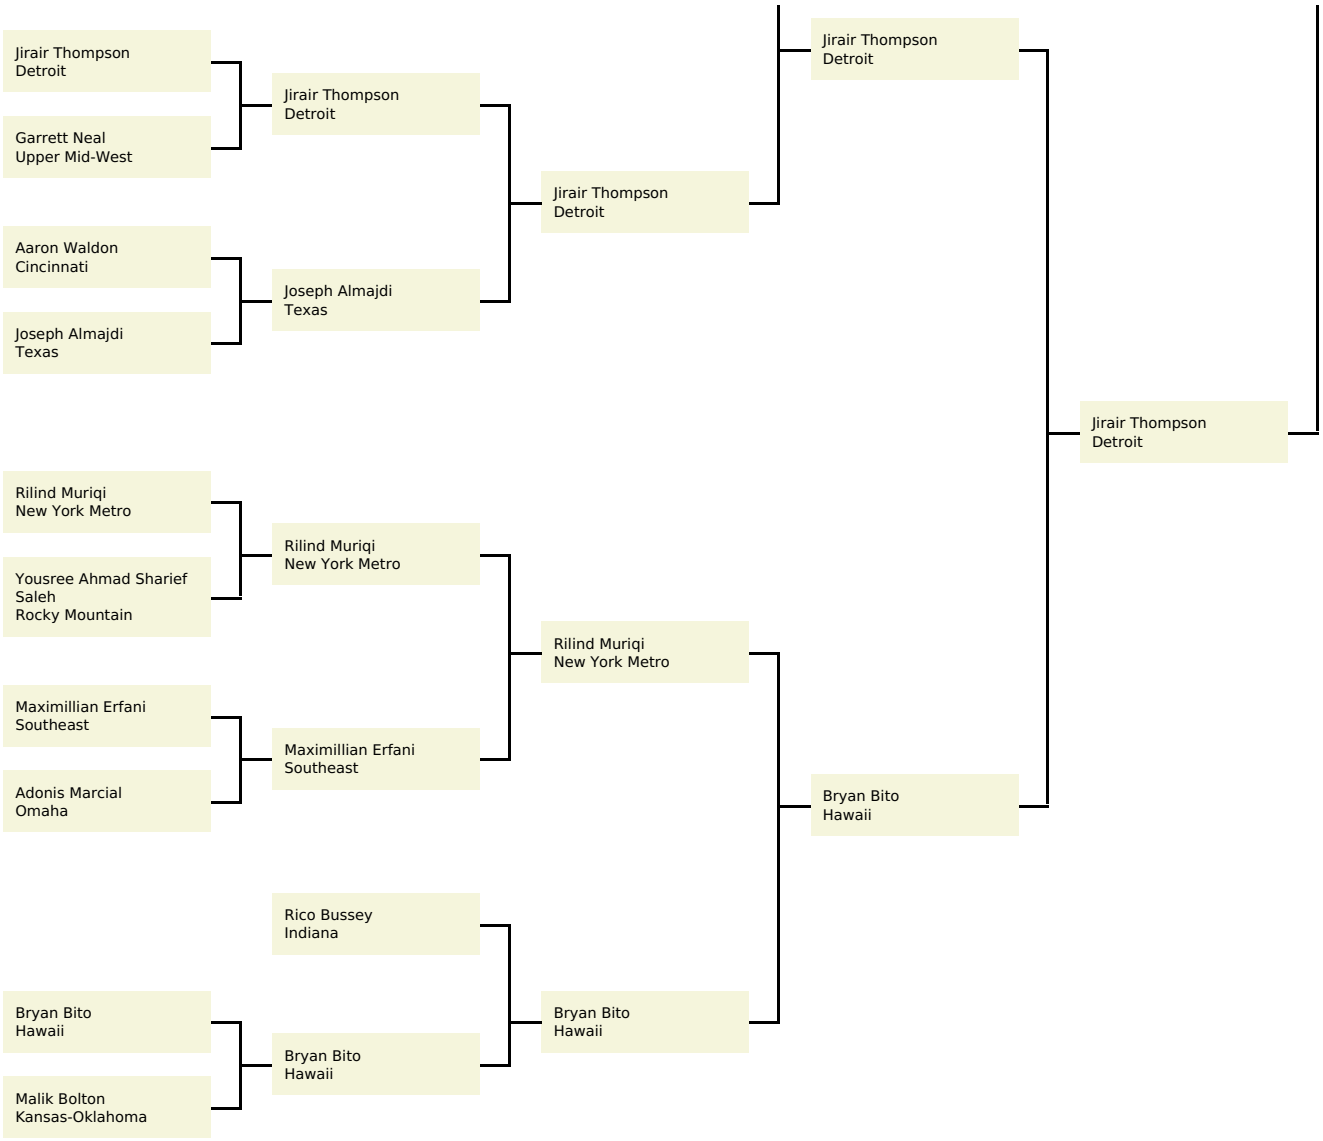 Jirair Thompson
Detroit
Garrett Neal
Upper Mid-West
Aaron Waldon
Cincinnati
Joseph Almajdi
Texas
Rilind Muriqi
New York Metro
Yousree Ahmad Sharief
Saleh
Rocky Mountain
Maximillian Erfani
Southeast
Adonis Marcial
Omaha
Bryan Bito
Hawaii
Malik Bolton
Kansas-Oklahoma
Jirair Thompson
Detroit
Joseph Almajdi
Texas
Rilind Muriqi
New York Metro
Maximillian Erfani
Southeast
Rico Bussey
Indiana
Bryan Bito
Hawaii
Jirair Thompson
Detroit
Rilind Muriqi
New York Metro
Bryan Bito
Hawaii
Jirair Thompson
Detroit
Bryan Bito
Hawaii
Jirair Thompson
Detroit